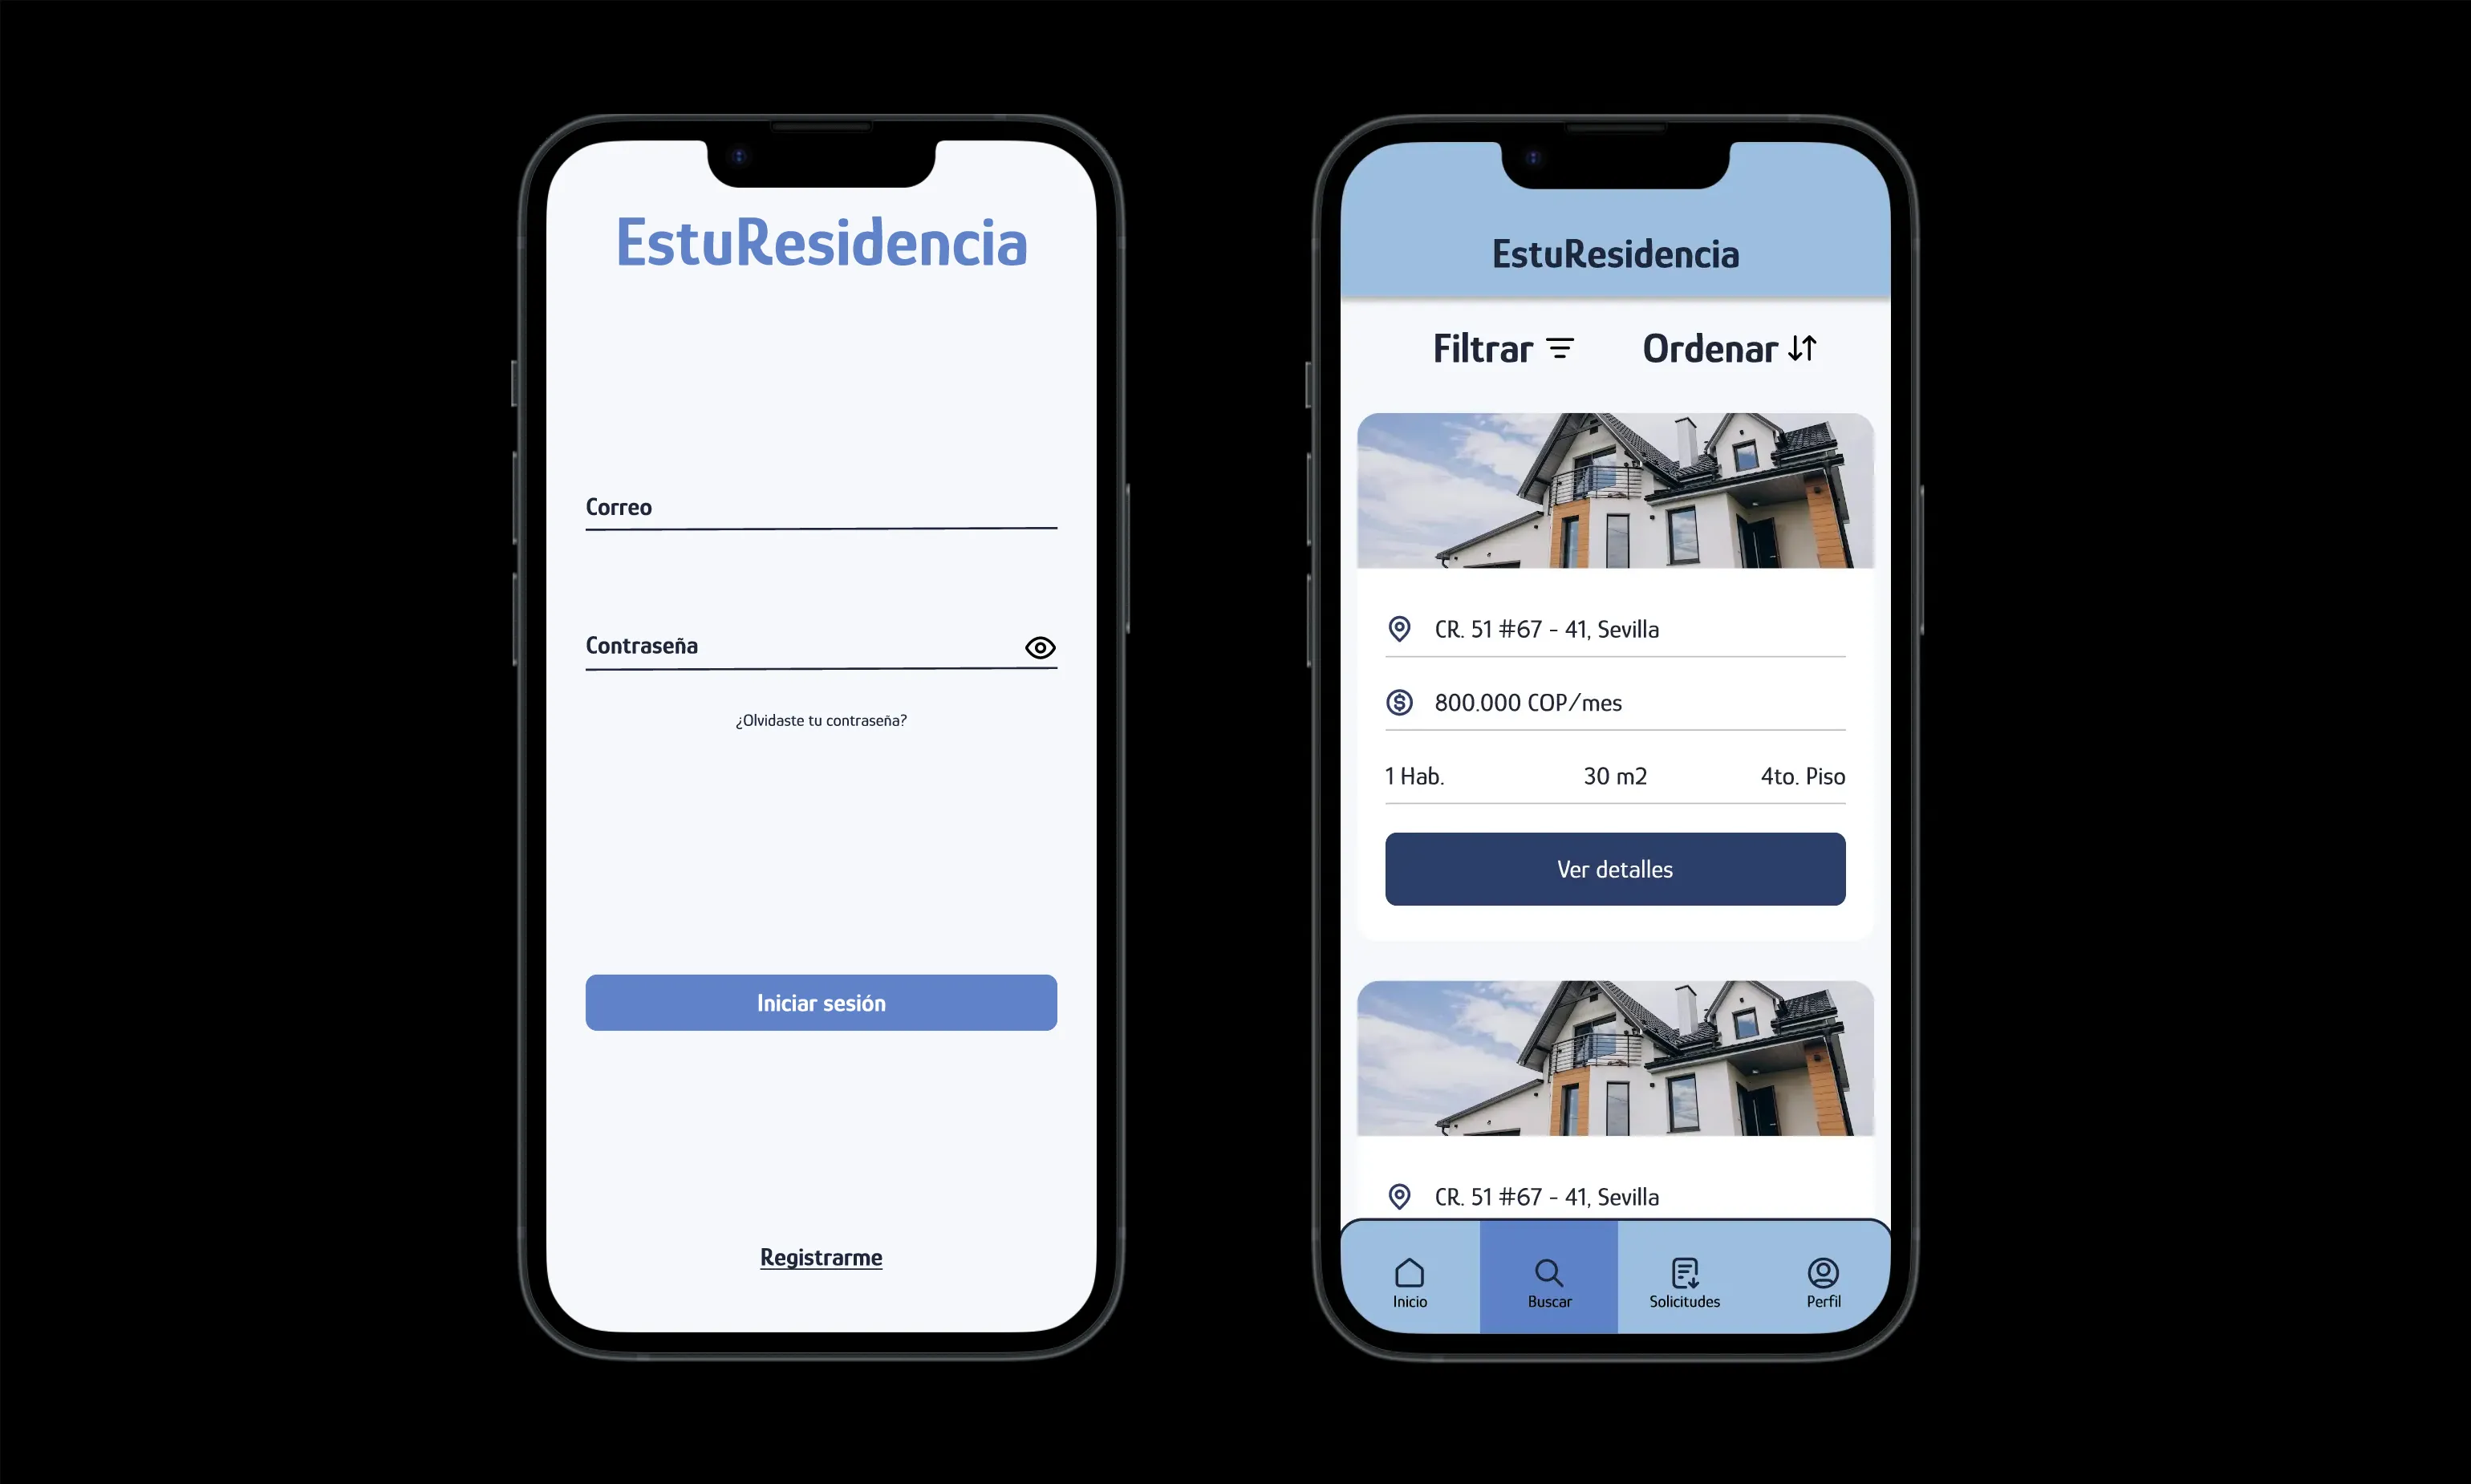 EstuResidencia
Correo
Contraseña
¿Olvidaste tu contraseña?
Iniciar sesión
Registrarme
EstuResidencia
Filtrar
Ordenar
CR. 51 #67 - 41, Sevilla
800.000 COP/mes
1 Hab. 30 m2 4to. Piso
Ver detalles
CR. 51 #67 - 41, Sevilla
Inicio Buscar Solicitudes Perfil